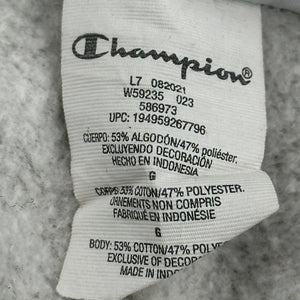 Champion®
L7 082021
W59235 023
586973
UPC: 194959267796
CUERPO: 53% ALGODÓN/47% poliéster.
EXCLUYENDO DECORACIÓN
HECHO EN INDONESIA
G
CORPS: 53% COTON/47% POLYESTER.
ORNEMENTS NON COMPRIS
FABRIQUÉ EN INDONÉSIE
G
BODY: 53% COTTON/47% POLY
EXCLUSIVE OF DECOR
MADE IN INDO